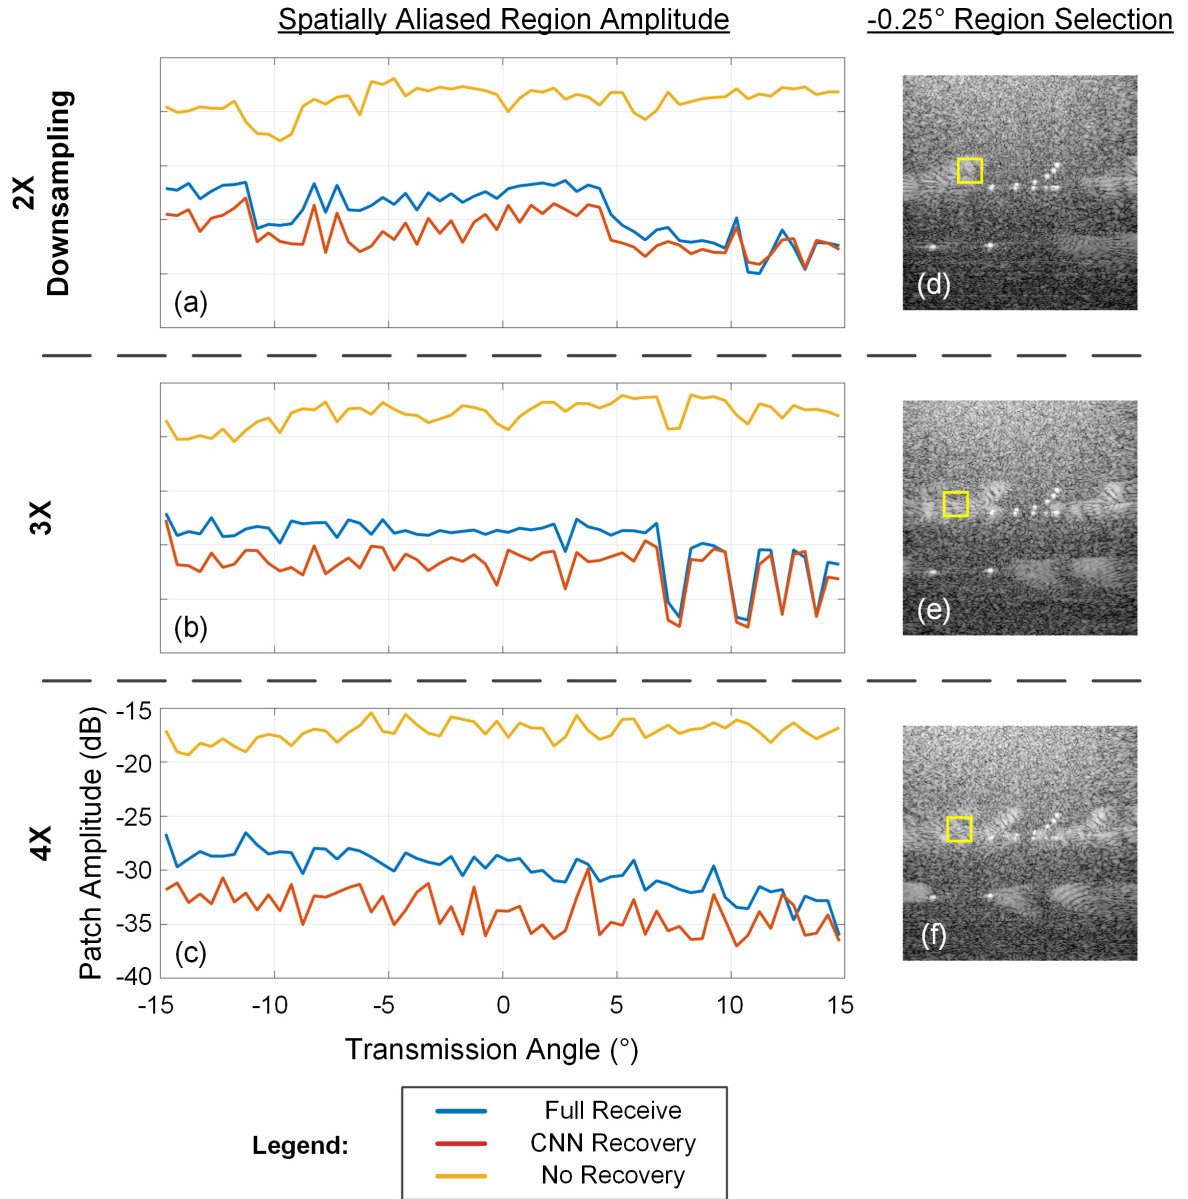 Spatially Aliased Region Amplitude
-0.25° Region Selection
2X
Downsampling
(a)
(d)
3X
(b)
(e)
4X
Patch Amplitude (dB)
-15
-20
-25
-30
-35
-40
(c)
(f)
-15 -10 -5 0 5 10 15
Transmission Angle (°)
Legend:
Full Receive
CNN Recovery
No Recovery